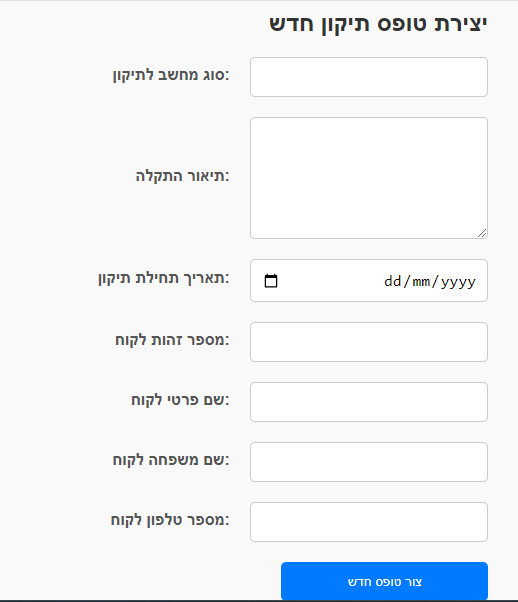 יצירת טופס תיקון חדש
סוג מחשב לתיקון:
תיאור התקלה:
תאריך תחילת תיקון:
dd/mm/yyyy
מספר זהות לקוח:
שם פרטי לקוח:
שם משפחה לקוח:
מספר טלפון לקוח:
צור טופס חדש